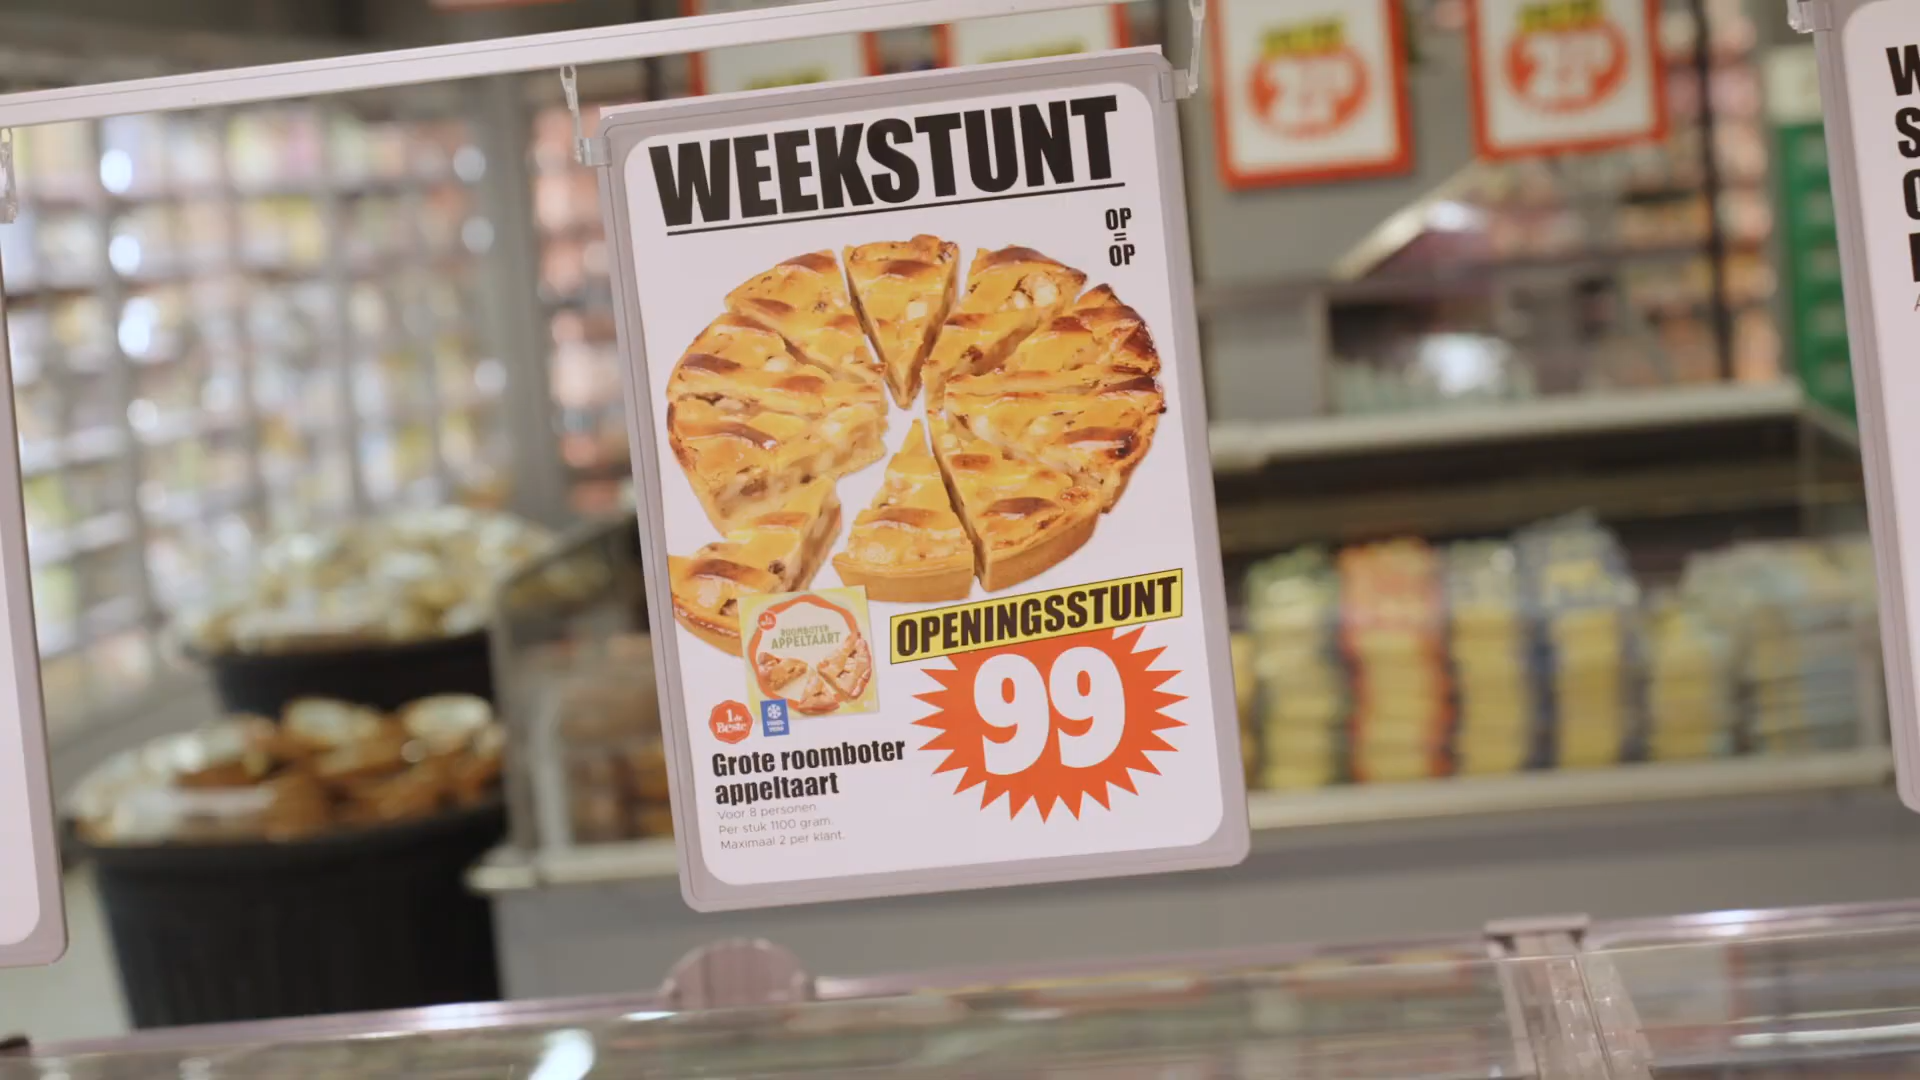 WEEKSTUNT
OP
=
OP
OPENINGSSTUNT
99
ROOMBOTER
APPELTAART
1 de
Beste
Grote roomboter
appeltaart
Voor 8 personen.
Per stuk 1100 gram.
Maximaal 2 per klant.